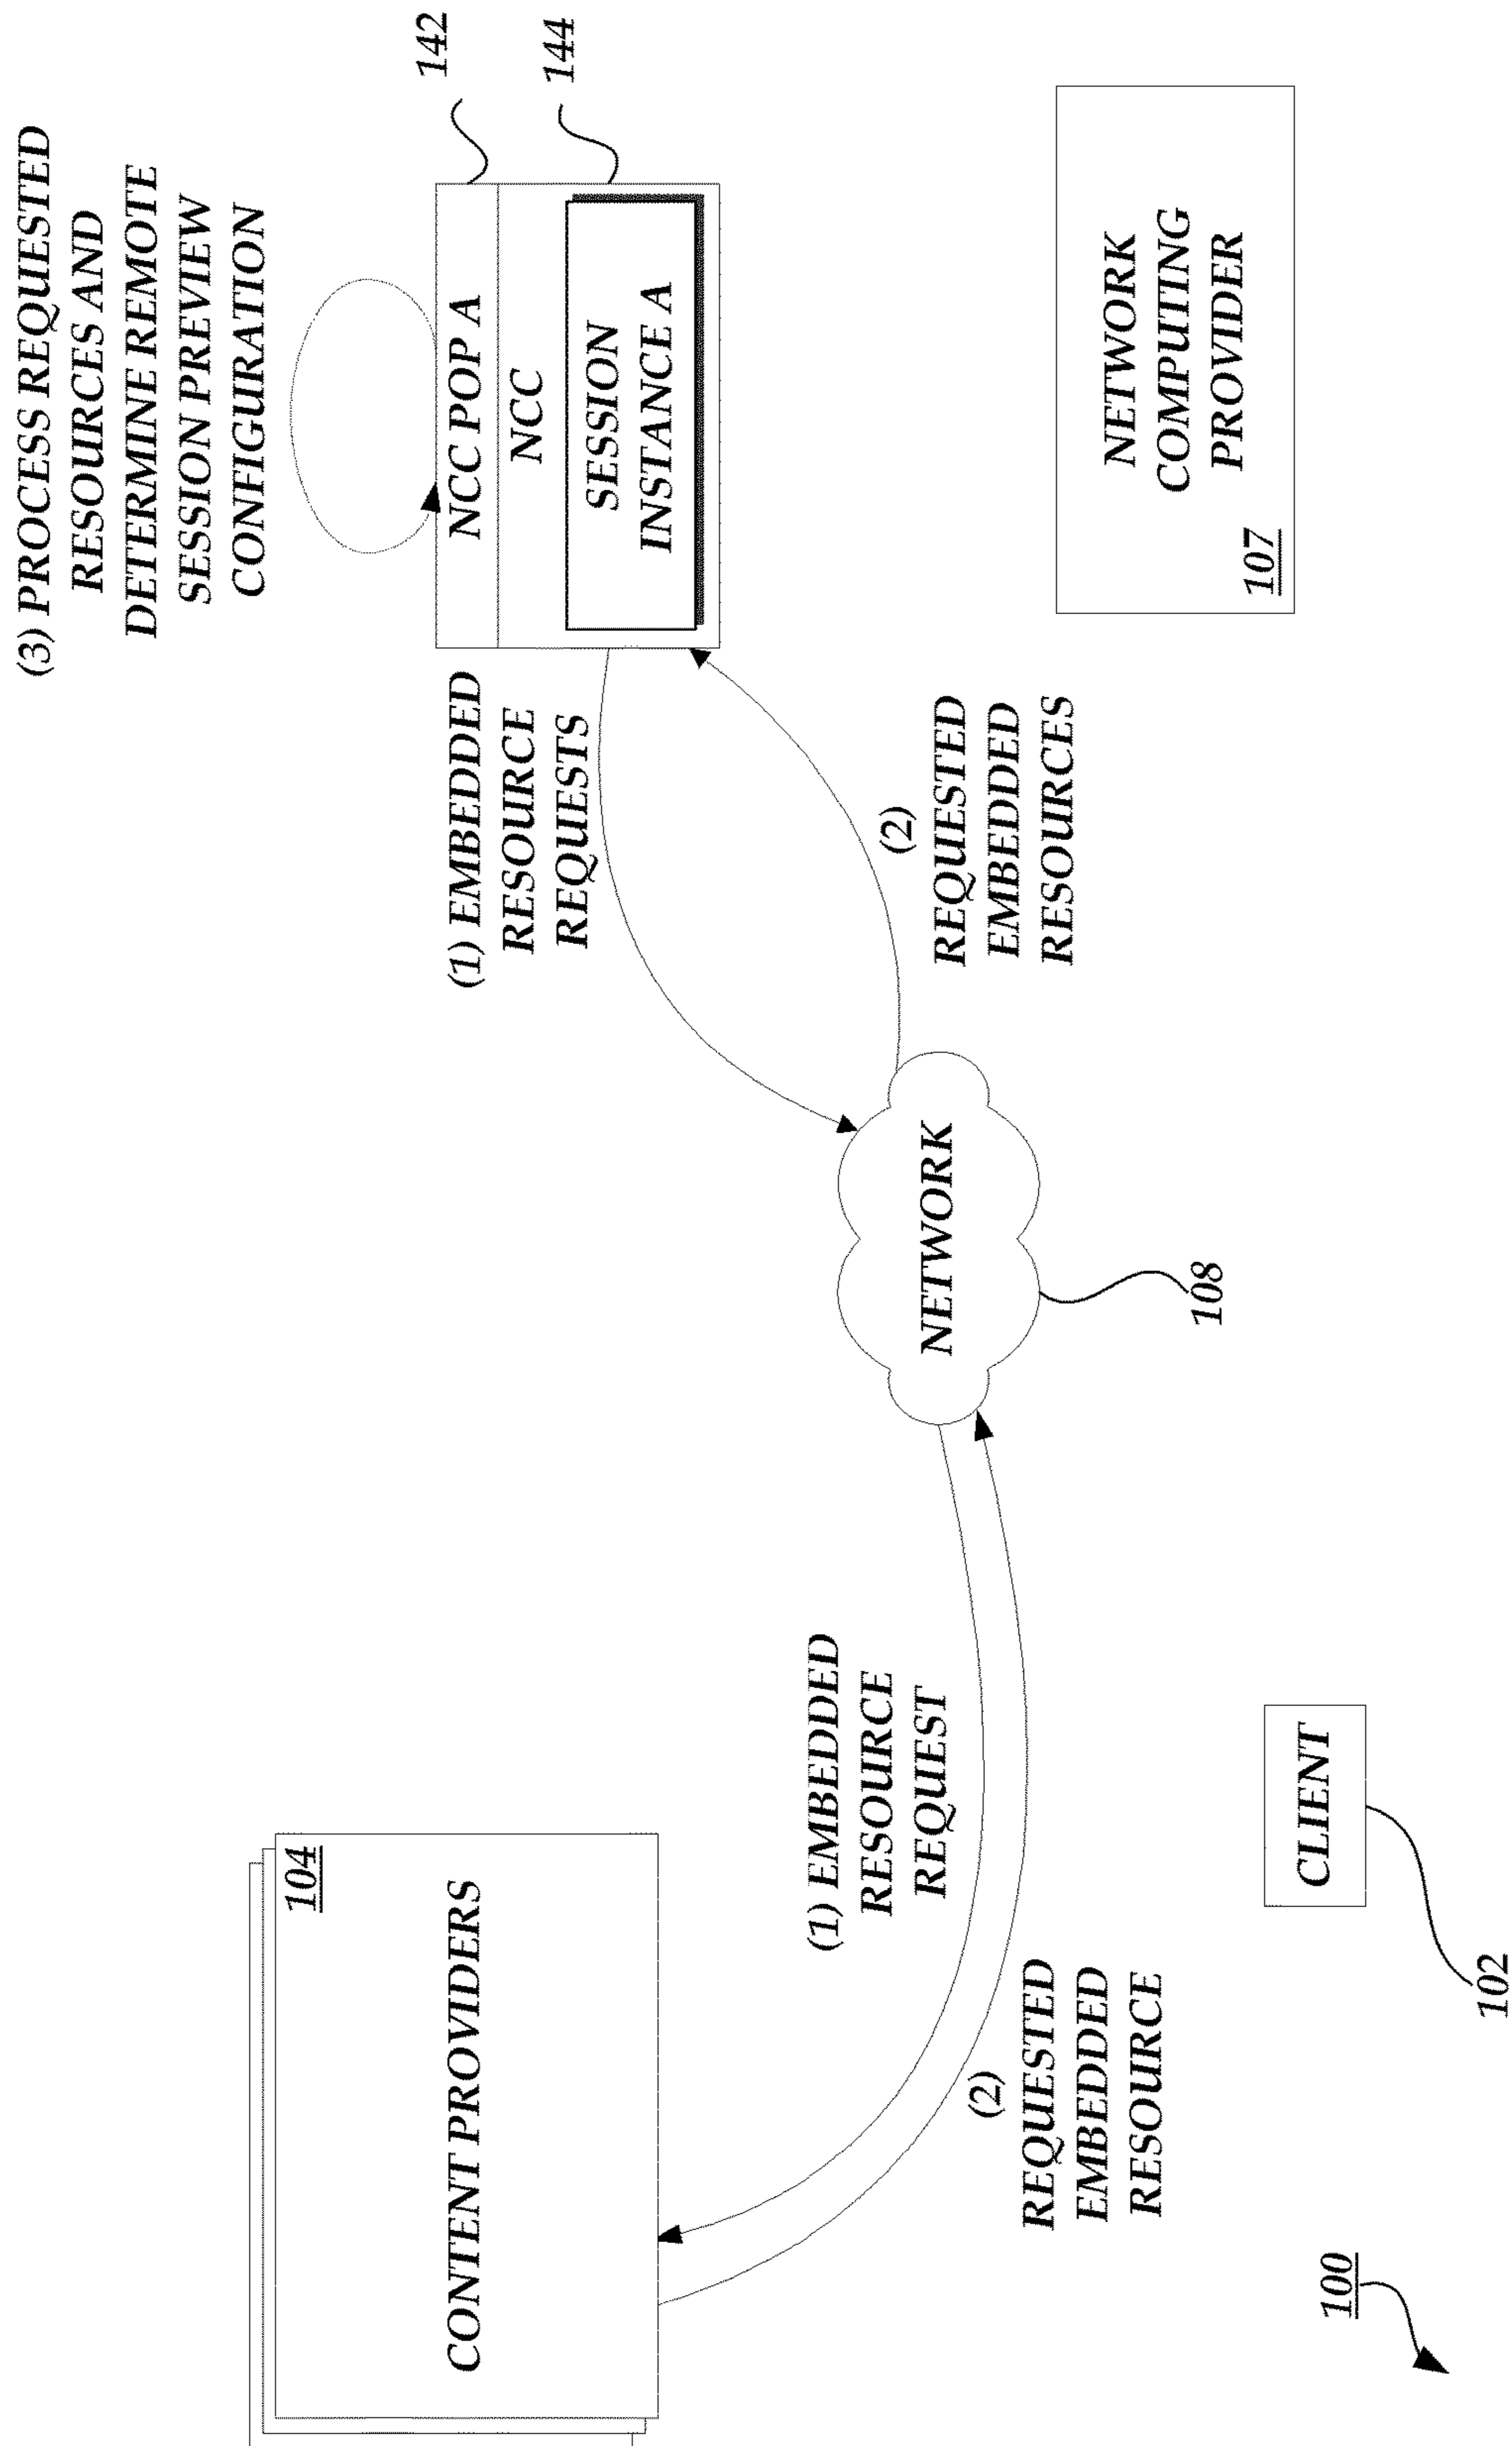 104
CONTENT PROVIDERS
(1) EMBEDDED
RESOURCE
REQUEST
(2)
REQUESTED
EMBEDDED
RESOURCE
NETWORK
108
(1) EMBEDDED
RESOURCE
REQUESTS
(2)
REQUESTED
EMBEDDED
RESOURCES
(3) PROCESS REQUESTED
RESOURCES AND
DETERMINE REMOTE
SESSION PREVIEW
CONFIGURATION
142
144
NCC POP A
NCC
SESSION
INSTANCE A
NETWORK
COMPUTING
PROVIDER
107
CLIENT
102
100